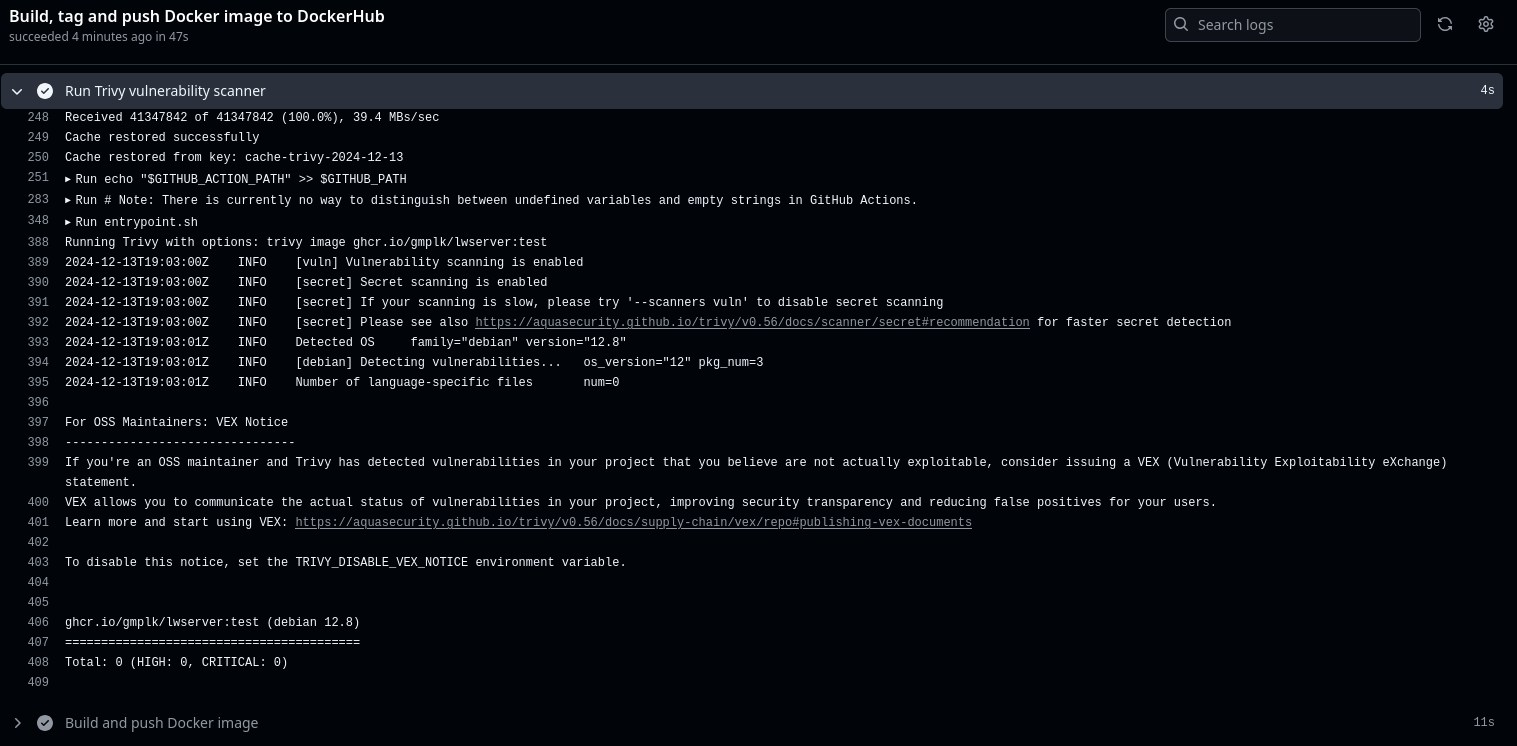 Build, tag and push Docker image to DockerHub
succeeded 4 minutes ago in 47s
Search logs
Run Trivy vulnerability scanner 4s
248 Received 41347842 of 41347842 (100.0%), 39.4 MBs/sec
249 Cache restored successfully
250 Cache restored from key: cache-trivy-2024-12-13
251 ▸ Run echo "$GITHUB_ACTION_PATH" >> $GITHUB_PATH
283 ▸ Run # Note: There is currently no way to distinguish between undefined variables and empty strings in GitHub Actions.
348 ▸ Run entrypoint.sh
388 Running Trivy with options: trivy image ghcr.io/gmplk/lwserver:test
389 2024-12-13T19:03:00Z    INFO    [vuln] Vulnerability scanning is enabled
390 2024-12-13T19:03:00Z    INFO    [secret] Secret scanning is enabled
391 2024-12-13T19:03:00Z    INFO    [secret] If your scanning is slow, please try '--scanners vuln' to disable secret scanning
392 2024-12-13T19:03:00Z    INFO    [secret] Please see also https://aquasecurity.github.io/trivy/v0.56/docs/scanner/secret#recommendation for faster secret detection
393 2024-12-13T19:03:01Z    INFO    Detected OS     family="debian" version="12.8"
394 2024-12-13T19:03:01Z    INFO    [debian] Detecting vulnerabilities...   os_version="12" pkg_num=3
395 2024-12-13T19:03:01Z    INFO    Number of language-specific files       num=0
396
397 For OSS Maintainers: VEX Notice
398 --------------------------------
399 If you're an OSS maintainer and Trivy has detected vulnerabilities in your project that you believe are not actually exploitable, consider issuing a VEX (Vulnerability Exploitability eXchange)
statement.
400 VEX allows you to communicate the actual status of vulnerabilities in your project, improving security transparency and reducing false positives for your users.
401 Learn more and start using VEX: https://aquasecurity.github.io/trivy/v0.56/docs/supply-chain/vex/repo#publishing-vex-documents
402
403 To disable this notice, set the TRIVY_DISABLE_VEX_NOTICE environment variable.
404
405
406 ghcr.io/gmplk/lwserver:test (debian 12.8)
407 =========================================
408 Total: 0 (HIGH: 0, CRITICAL: 0)
409
Build and push Docker image 11s